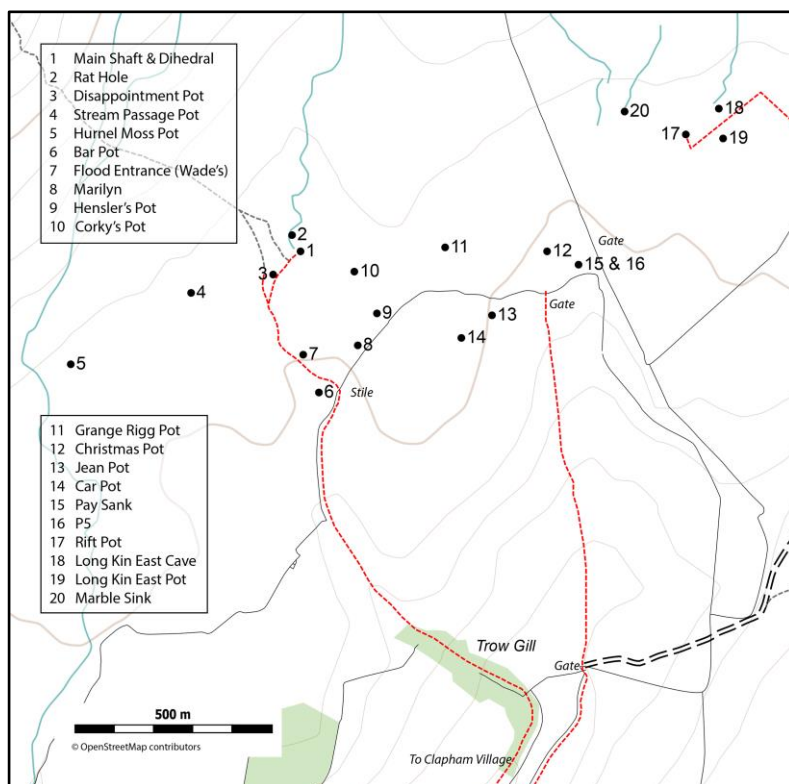 1 Main Shaft & Dihedral
2 Rat Hole
3 Disappointment Pot
4 Stream Passage Pot
5 Hurnel Moss Pot
6 Bar Pot
7 Flood Entrance (Wade's)
8 Marilyn
9 Hensler's Pot
10 Corky's Pot
20
18
17
19
2
1
11
12
Gate
3
10
15 & 16
4
9
Gate
13
7
8
14
5
6
Stile
11 Grange Rigg Pot
12 Christmas Pot
13 Jean Pot
14 Car Pot
15 Pay Sank
16 P5
17 Rift Pot
18 Long Kin East Cave
19 Long Kin East Pot
20 Marble Sink
Trow Gill
Gate
500 m
© OpenStreetMap contributors
To Clapham Village